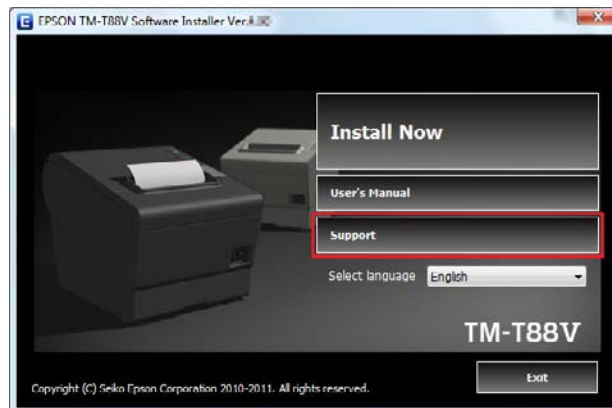 EPSON TM-T88V Software Installer Ver.
Install Now
User's Manual
Support
Select language English
TM-T88V
Exit
Copyright (C) Seiko Epson Corporation 2010-2011. All rights reserved.